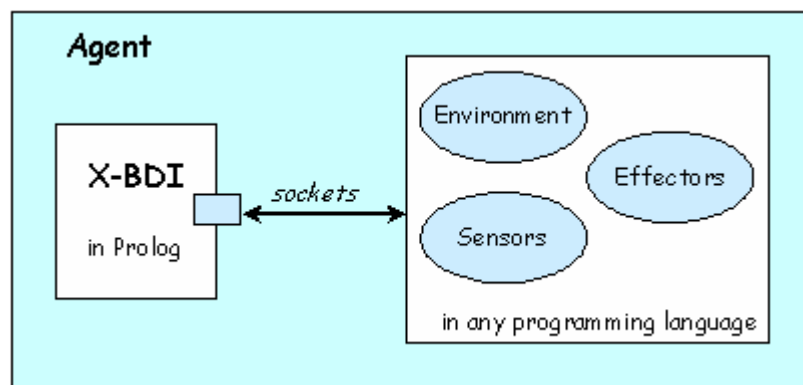 Agent
X-BDI
in Prolog
sockets
Environment
Effectors
Sensors
in any programming language